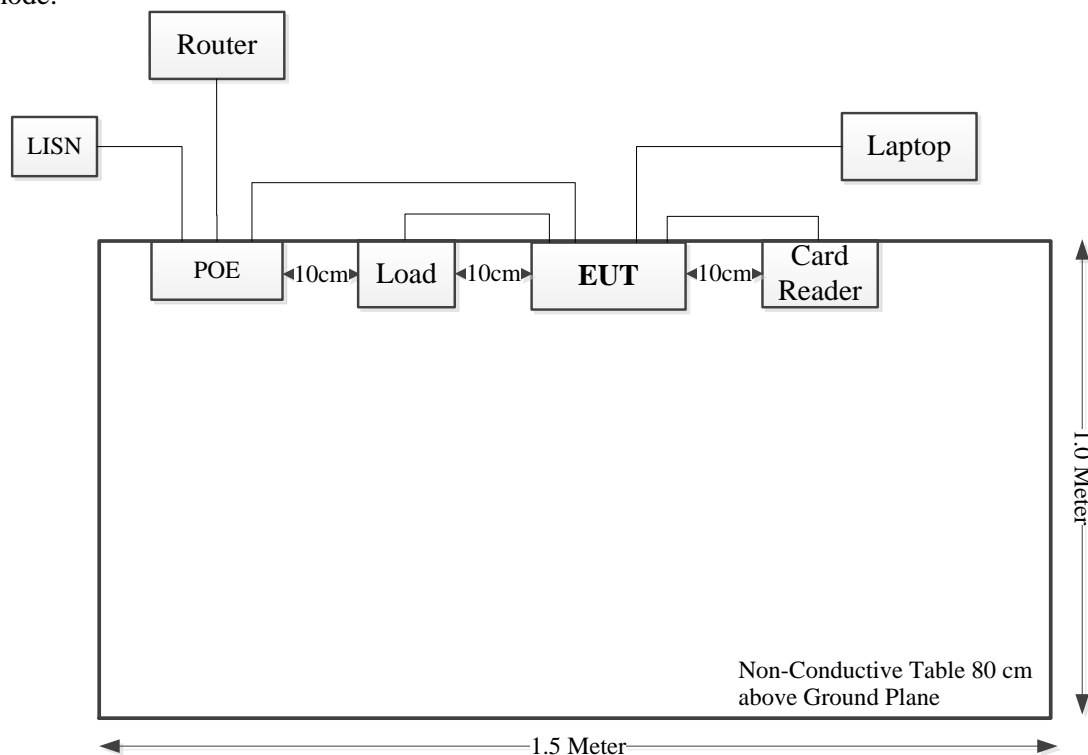 Router
LISN
Laptop
POE
10cm
Load
10cm
EUT
10cm
Card
Reader
1.0 Meter
Non-Conductive Table 80 cm
above Ground Plane
1.5 Meter